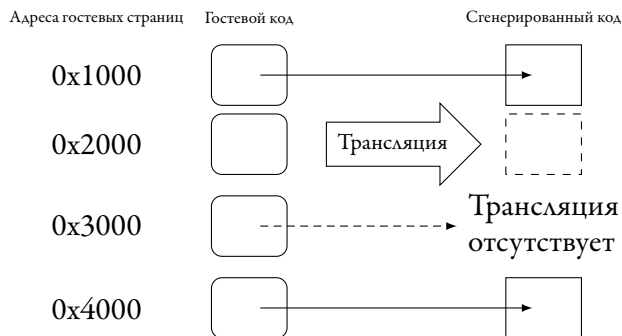 Адреса гостевых страниц Гостевой код Сгенерированный код
0x1000
0x2000 Трансляция
0x3000 Трансляция
отсутствует
0x4000